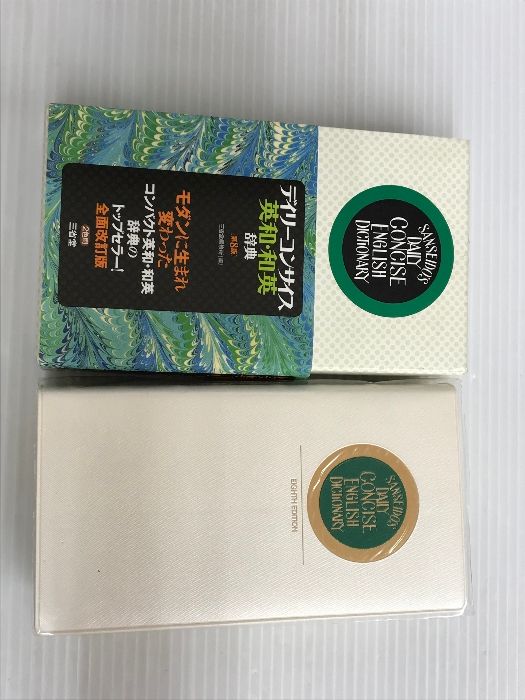 デイリーコンサイス
英和・和英
辞典
第8版
三省堂編修所[編]
モダンに生まれ
変わった
コンパクト英和・和英
辞典の
トップセラー!
全面改訂版
2色刷
三省堂
SANSEIDO'S
DAILY
CONCISE
ENGLISH
DICTIONARY
EIGHTH EDITION
SANSEIDO'S
DAILY
CONCISE
ENGLISH
DICTIONARY